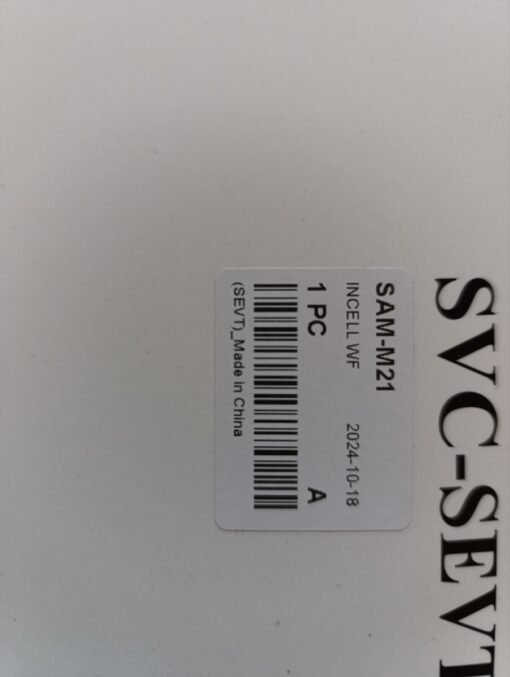 SVC-SEVT
SAM-M21
INCELL WF 2024-10-18
1 PC A
(SEVT)_Made in China